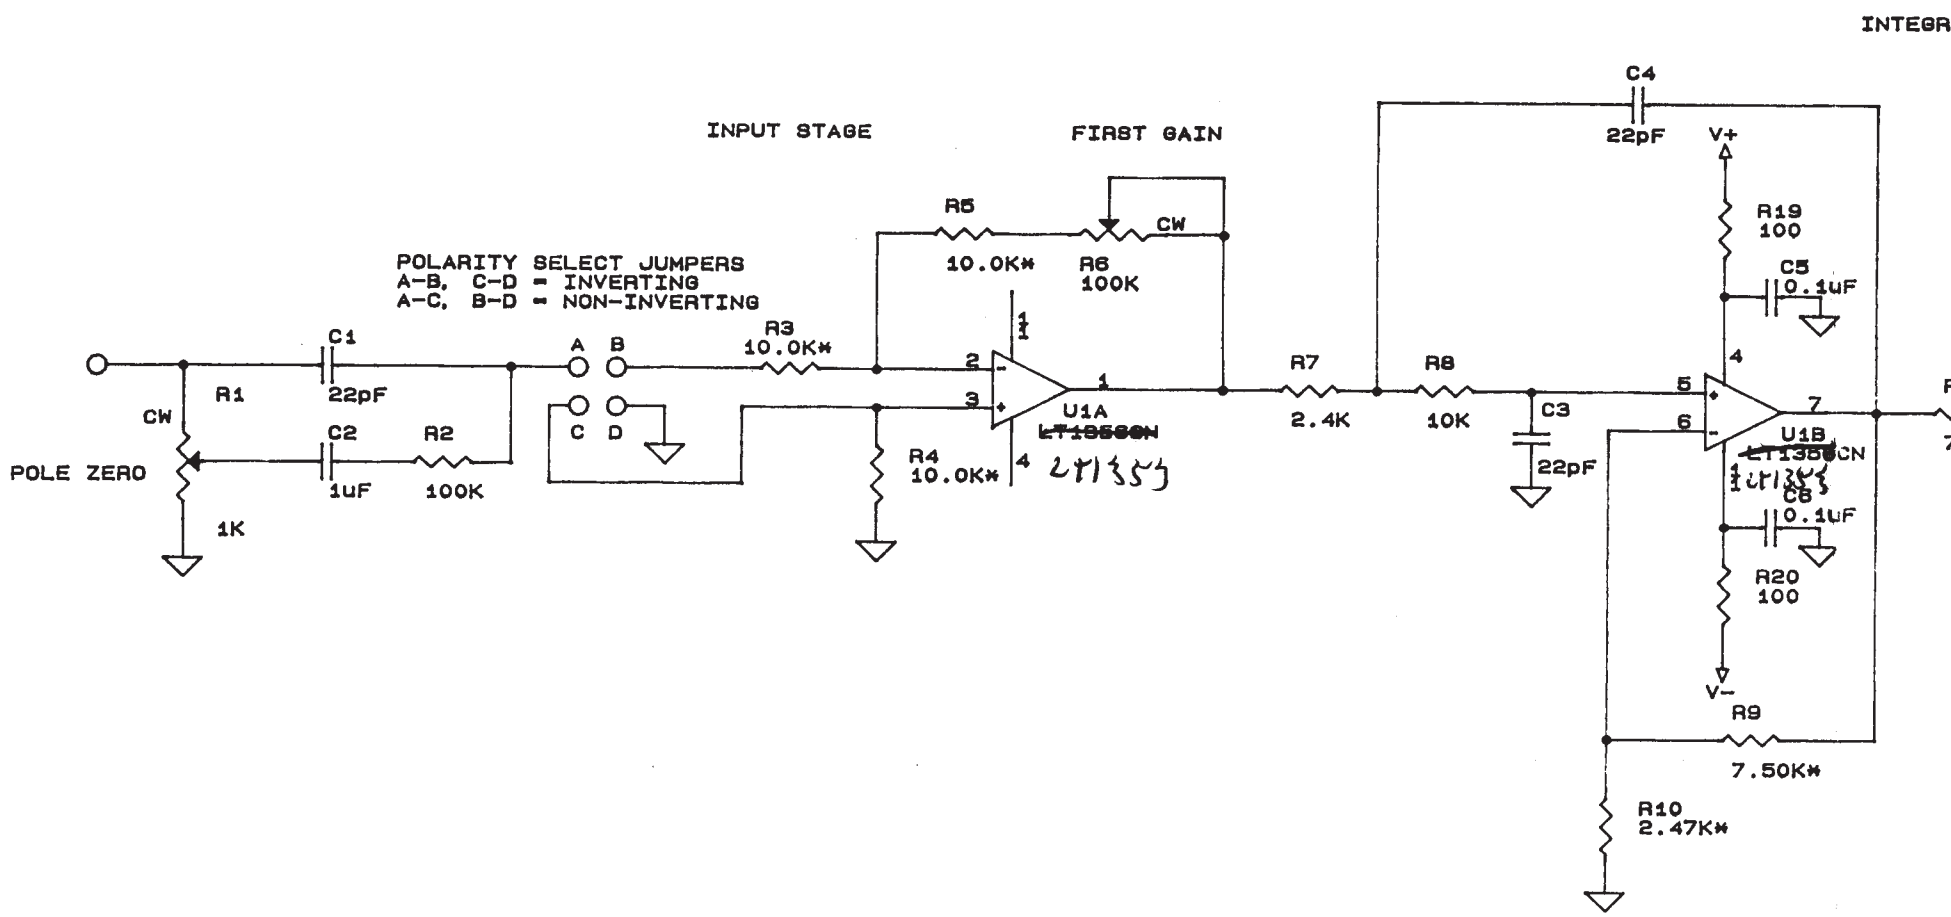 INTEGR
C4
22pF
INPUT STAGE
FIRST GAIN
V+
R5
10.0K*
CW
R6
100K
R19
100
C5
0.1uF
POLARITY SELECT JUMPERS
A-B, C-D = INVERTING
A-C, B-D = NON-INVERTING
C1
22pF
R1
CW
POLE ZERO
1K
C2
1uF
R2
100K
A B
C D
R3
10.0K*
2
3
1
4
U1A
LT1356CN
R4
10.0K*
R7
2.4K
R8
10K
C3
22pF
4
5
6
7
U1B
LT1356CN
C6
0.1uF
R20
100
V-
R9
7.50K*
R10
2.47K*